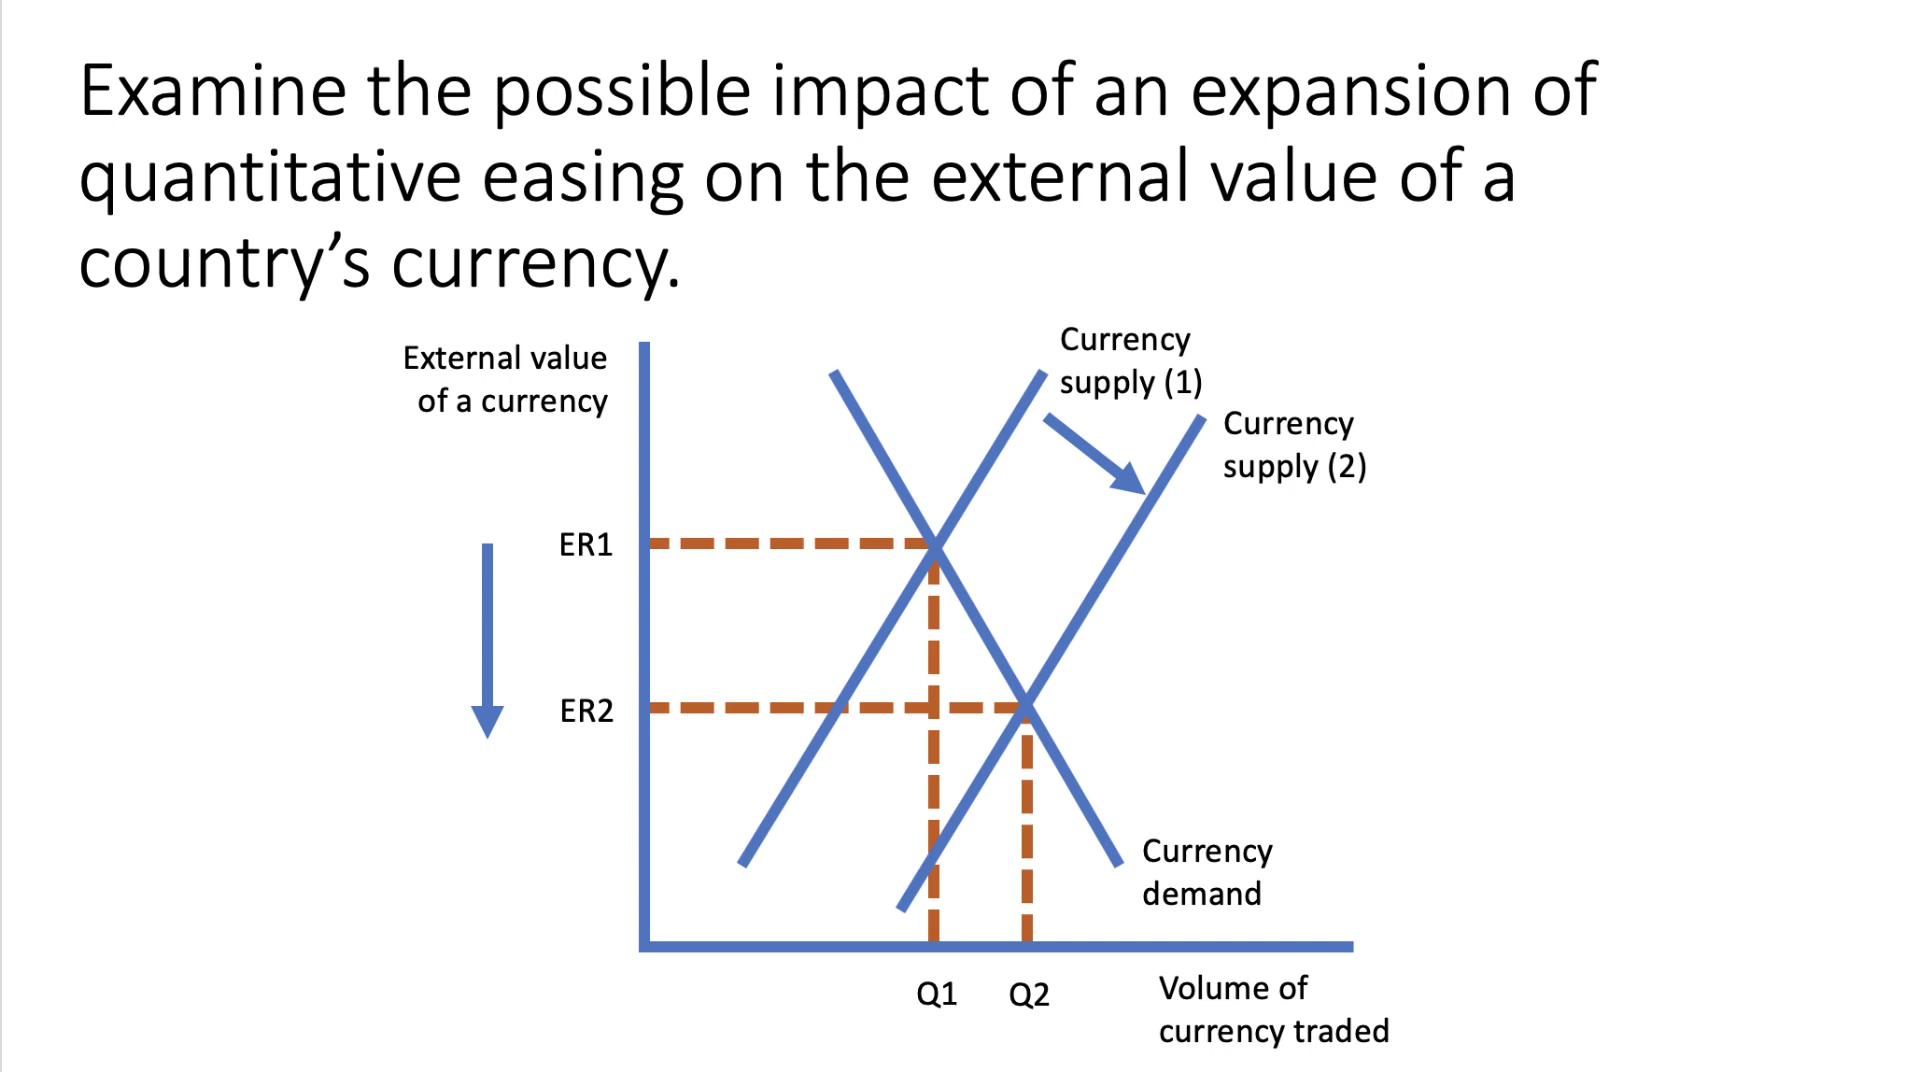 Examine the possible impact of an expansion of
quantitative easing on the external value of a
country’s currency.
External value
of a currency
Currency
supply (1)
Currency
supply (2)
ER1
ER2
Currency
demand
Q1
Q2
Volume of
currency traded